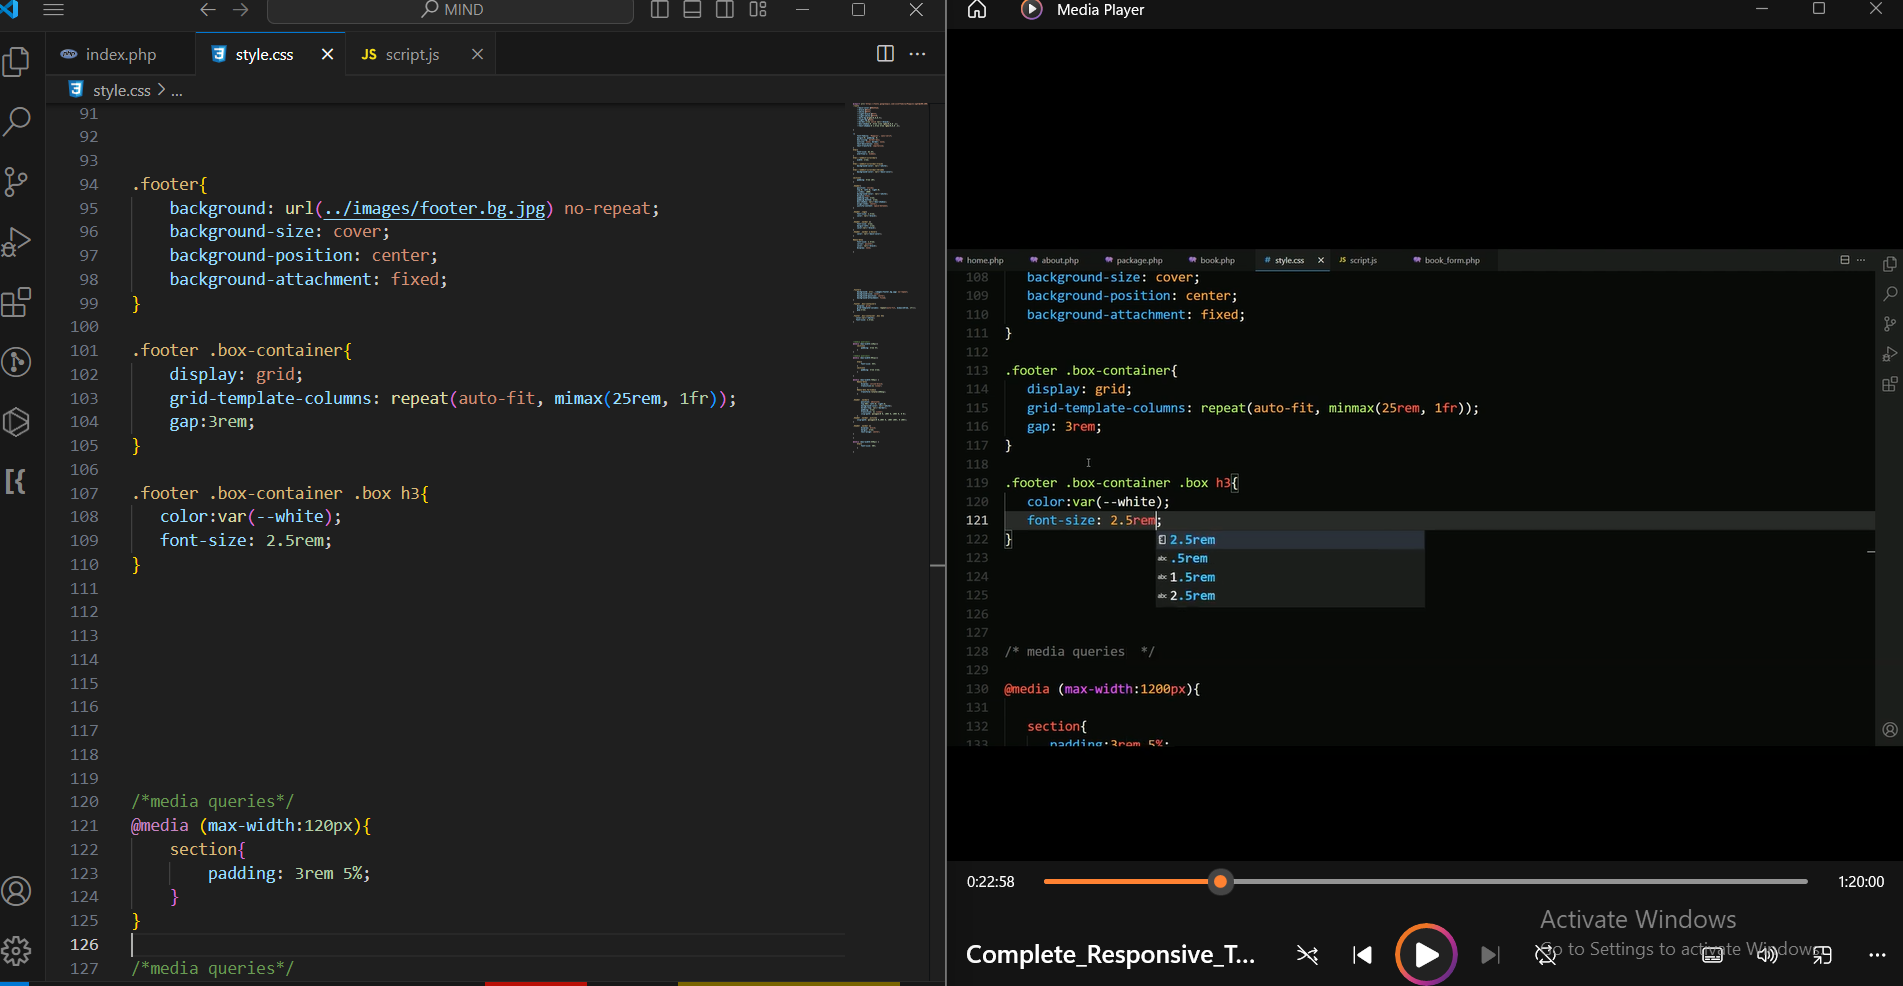 MIND
index.php
style.css
JS script.js
style.css > ...
91
92
93
94 .footer{
95 background: url(../images/footer.bg.jpg) no-repeat;
96 background-size: cover;
97 background-position: center;
98 background-attachment: fixed;
99 }
100
101 .footer .box-container{
102 display: grid;
103 grid-template-columns: repeat(auto-fit, mimax(25rem, 1fr));
104 gap:3rem;
105 }
106
107 .footer .box-container .box h3{
108 color:var(--white);
109 font-size: 2.5rem;
110 }
111
112
113
114
115
116
117
118
119
120 /*media queries*/
121 @media (max-width:120px){
122 section{
123 padding: 3rem 5%;
124 }
125 }
126
127 /*media queries*/
Media Player
home.php
about.php
package.php
book.php
# style.css
JS script.js
book_form.php
108 background-size: cover;
109 background-position: center;
110 background-attachment: fixed;
111 }
112
113 .footer .box-container{
114 display: grid;
115 grid-template-columns: repeat(auto-fit, minmax(25rem, 1fr));
116 gap: 3rem;
117 }
118
119 .footer .box-container .box h3{
120 color:var(--white);
121 font-size: 2.5rem;
122 }
2.5rem
123
abc .5rem
124
abc 1.5rem
125
abc 2.5rem
126
127
128 /* media queries */
129
130 @media (max-width:1200px){
131
132 section{
133 padding:3rem 5%;
0:22:58
1:20:00
Activate Windows
Go to Settings to activate Windows.
Complete_Responsive_T...